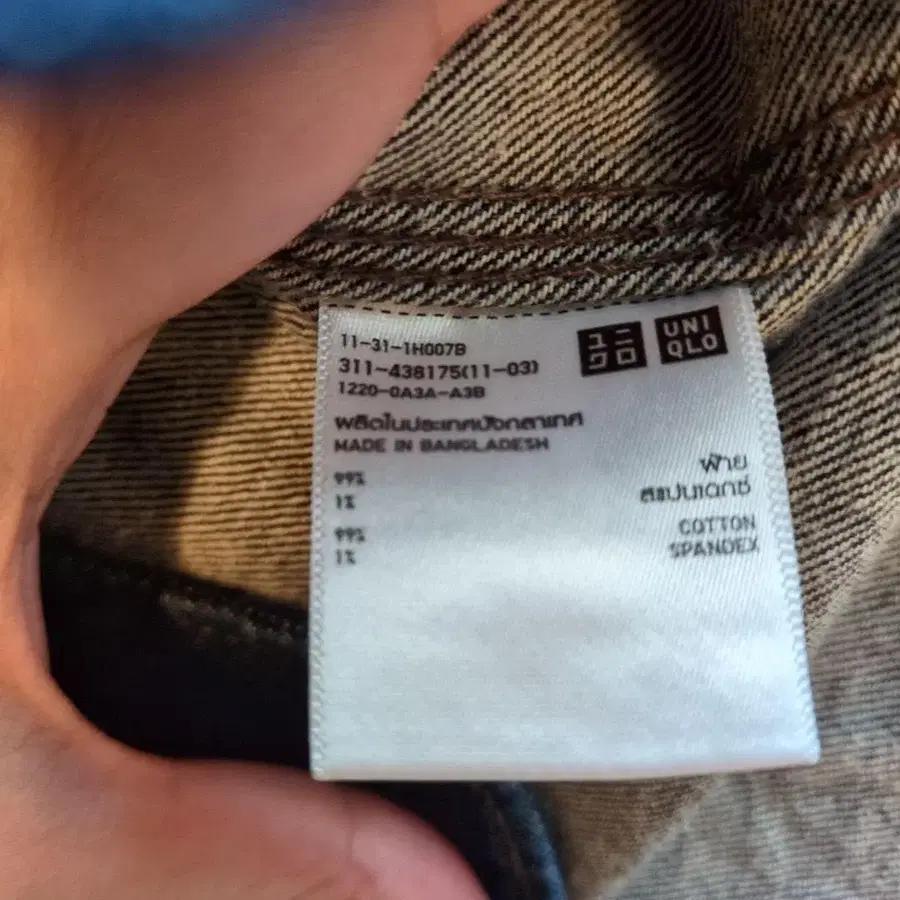 11-31-1H007B
311-438175(11-03)
1220-0A3A-A3B
ユニ
クロ
UNI
QLO
ผลิตในประเทศบังกลาเทศ
MADE IN BANGLADESH
99% ฝ้าย
1% สแปนเดกซ์
99% COTTON
1% SPANDEX